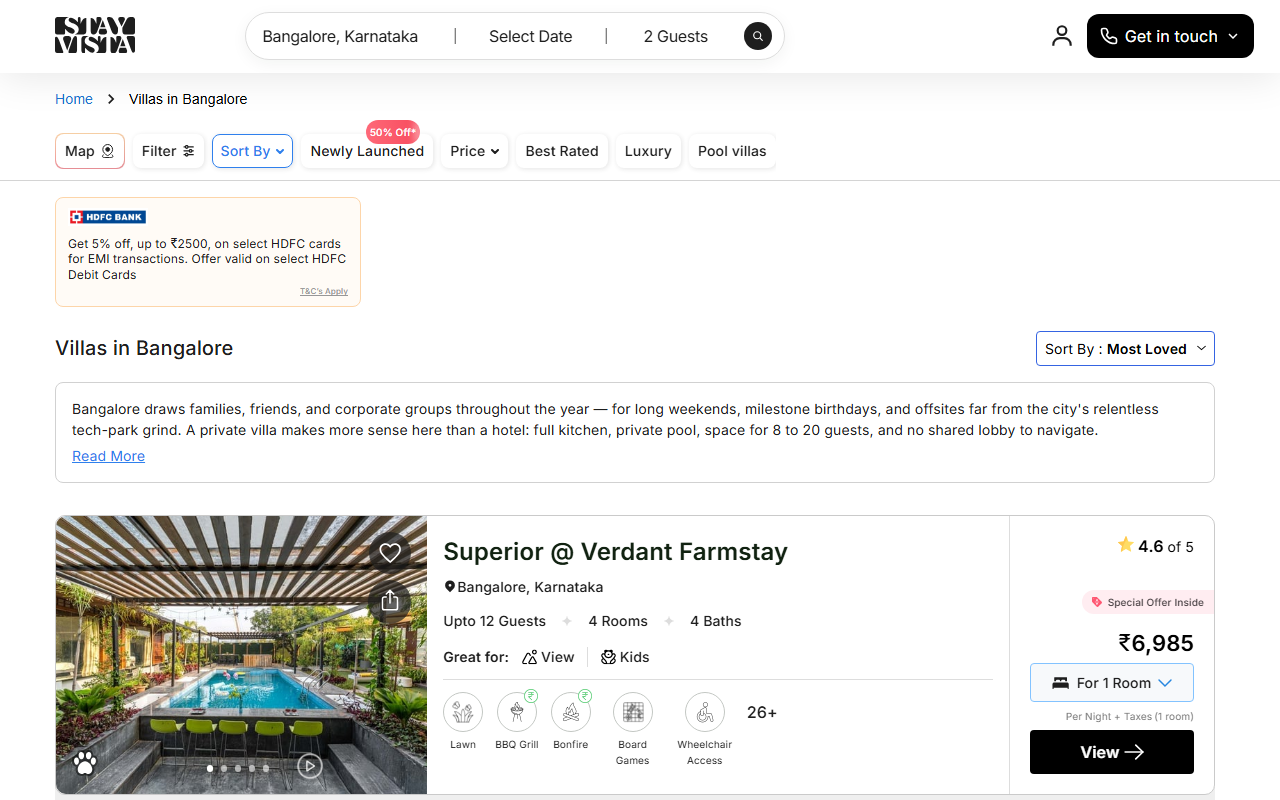 STAY
VISTA
Bangalore, Karnataka | Select Date | 2 Guests
Get in touch
Home > Villas in Bangalore
50% Off*
Map Filter Sort By Newly Launched Price Best Rated Luxury Pool villas
HDFC BANK
Get 5% off, up to ₹2500, on select HDFC cards
for EMI transactions. Offer valid on select HDFC
Debit Cards
T&C's Apply
Villas in Bangalore
Sort By : Most Loved
Bangalore draws families, friends, and corporate groups throughout the year — for long weekends, milestone birthdays, and offsites far from the city's relentless
tech-park grind. A private villa makes more sense here than a hotel: full kitchen, private pool, space for 8 to 20 guests, and no shared lobby to navigate.
Read More
Superior @ Verdant Farmstay
Bangalore, Karnataka
Upto 12 Guests 4 Rooms 4 Baths
Great for: View Kids
₹ ₹
Lawn BBQ Grill Bonfire Board Games Wheelchair Access 26+
4.6 of 5
Special Offer Inside
₹6,985
For 1 Room
Per Night + Taxes (1 room)
View